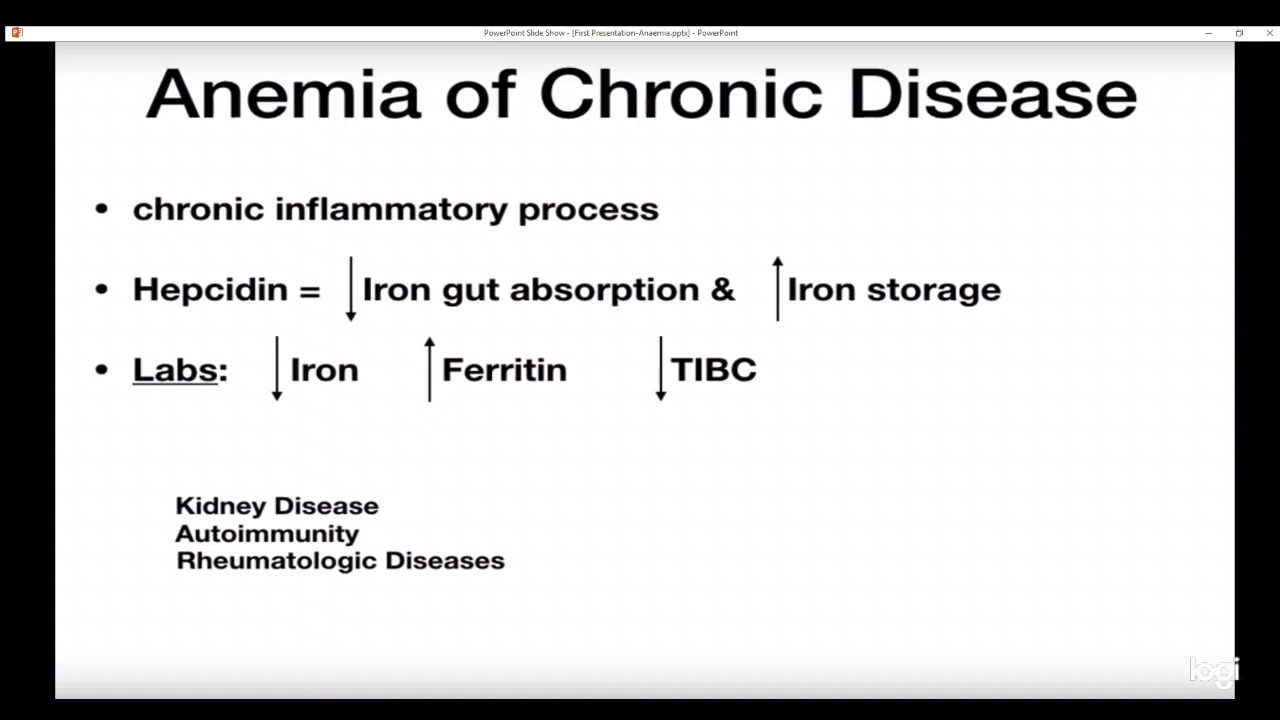 PowerPoint Slide Show - [First Presentation-Anaemia.pptx] - PowerPoint
Anemia of Chronic Disease
• chronic inflammatory process
• Hepcidin = ↓ Iron gut absorption & ↑ Iron storage
• Labs: ↓ Iron ↑ Ferritin ↓ TIBC
Kidney Disease
Autoimmunity
Rheumatologic Diseases
logi